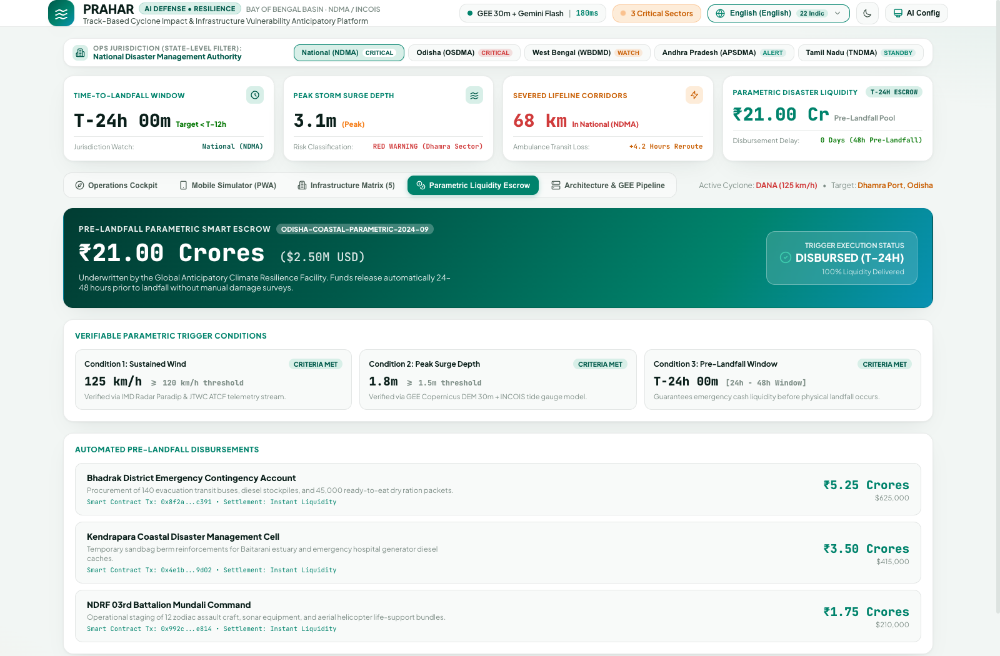 PRAHAR AI DEFENSE • RESILIENCE BAY OF BENGAL BASIN · NDMA / INCOIS
Track-Based Cyclone Impact & Infrastructure Vulnerability Anticipatory Platform
GEE 30m + Gemini Flash | 180ms
3 Critical Sectors
English (English) 22 Indic
AI Config
OPS JURISDICTION (STATE-LEVEL FILTER):
National Disaster Management Authority
National (NDMA) CRITICAL
Odisha (OSDMA) CRITICAL
West Bengal (WBDMD) WATCH
Andhra Pradesh (APSDMA) ALERT
Tamil Nadu (TNDMA) STANDBY
TIME-TO-LANDFALL WINDOW
T-24h 00m Target < T-12h
Jurisdiction Watch: National (NDMA)
PEAK STORM SURGE DEPTH
3.1m (Peak)
Risk Classification: RED WARNING (Dhamra Sector)
SEVERED LIFELINE CORRIDORS
68 km In National (NDMA)
Ambulance Transit Loss: +4.2 Hours Reroute
PARAMETRIC DISASTER LIQUIDITY T-24H ESCROW
₹21.00 Cr Pre-Landfall Pool
Disbursement Delay: 0 Days (48h Pre-Landfall)
Operations Cockpit
Mobile Simulator (PWA)
Infrastructure Matrix (5)
Parametric Liquidity Escrow
Architecture & GEE Pipeline
Active Cyclone: DANA (125 km/h) • Target: Dhamra Port, Odisha
PRE-LANDFALL PARAMETRIC SMART ESCROW ODISHA-COASTAL-PARAMETRIC-2024-09
₹21.00 Crores ($2.50M USD)
Underwritten by the Global Anticipatory Climate Resilience Facility. Funds release automatically 24–
48 hours prior to landfall without manual damage surveys.
TRIGGER EXECUTION STATUS
DISBURSED (T-24H)
100% Liquidity Delivered
VERIFIABLE PARAMETRIC TRIGGER CONDITIONS
Condition 1: Sustained Wind CRITERIA MET
125 km/h ≥ 120 km/h threshold
Verified via IMD Radar Paradip & JTWC ATCF telemetry stream.
Condition 2: Peak Surge Depth CRITERIA MET
1.8m ≥ 1.5m threshold
Verified via GEE Copernicus DEM 30m + INCOIS tide gauge model.
Condition 3: Pre-Landfall Window CRITERIA MET
T-24h 00m [24h - 48h Window]
Guarantees emergency cash liquidity before physical landfall occurs.
AUTOMATED PRE-LANDFALL DISBURSEMENTS
Bhadrak District Emergency Contingency Account
Procurement of 140 evacuation transit buses, diesel stockpiles, and 45,000 ready-to-eat dry ration packets.
Smart Contract Tx: 0x8f2a...c391 • Settlement: Instant Liquidity
₹5.25 Crores
$625,000
Kendrapara Coastal Disaster Management Cell
Temporary sandbag berm reinforcements for Baitarani estuary and emergency hospital generator diesel
caches.
Smart Contract Tx: 0x4e1b...9d02 • Settlement: Instant Liquidity
₹3.50 Crores
$415,000
NDRF 03rd Battalion Mundali Command
Operational staging of 12 zodiac assault craft, sonar equipment, and aerial helicopter life-support bundles.
Smart Contract Tx: 0x992c...e814 • Settlement: Instant Liquidity
₹1.75 Crores
$210,000